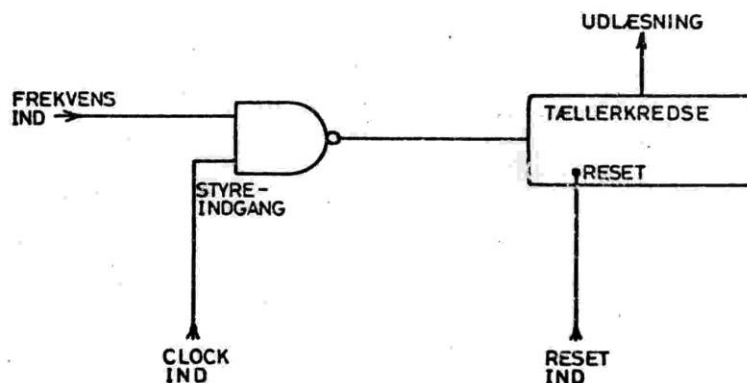 UDLÆSNING
FREKVENS
IND
TÆLLERKREDSE
RESET
STYRE-
INDGANG
CLOCK
IND
RESET
IND